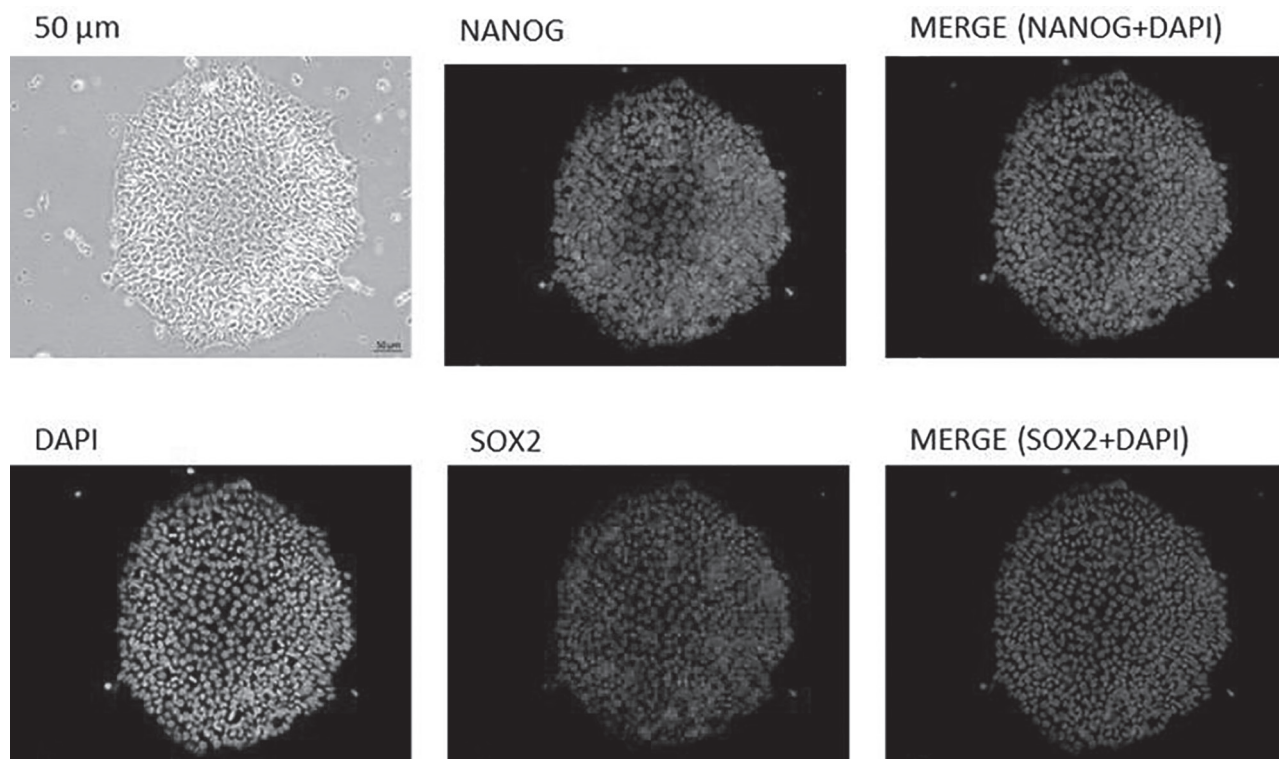 50 µm
NANOG
MERGE (NANOG+DAPI)
50 µm
DAPI
SOX2
MERGE (SOX2+DAPI)